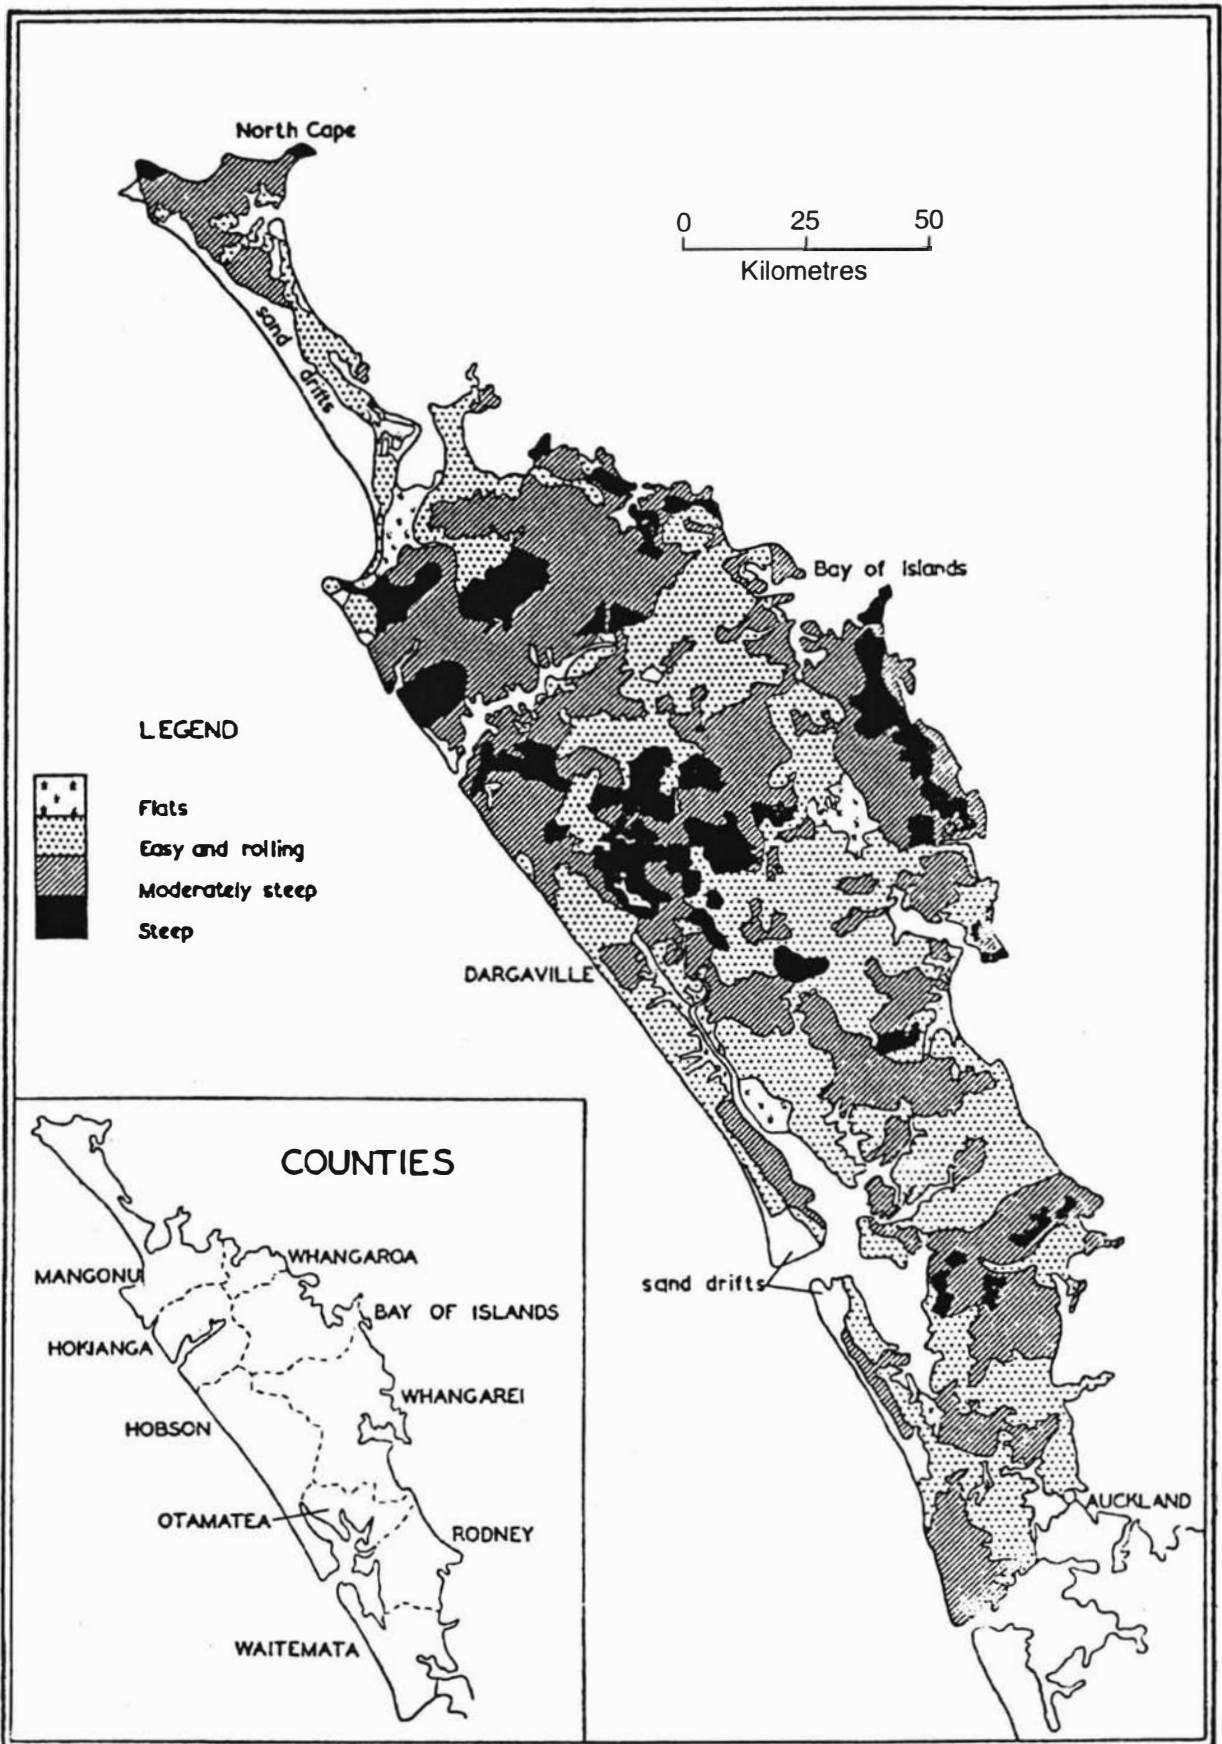 North Cape
0 25 50
Kilometres
sand
drifts
Bay of Islands
LEGEND
Flats
Easy and rolling
Moderately steep
Steep
DARGAVILLE
sand drifts
AUCKLAND
COUNTIES
WHANGAROA
MANGONUI
BAY OF ISLANDS
HOKIANGA
WHANGAREI
HOBSON
OTAMATEA
RODNEY
WAITEMATA